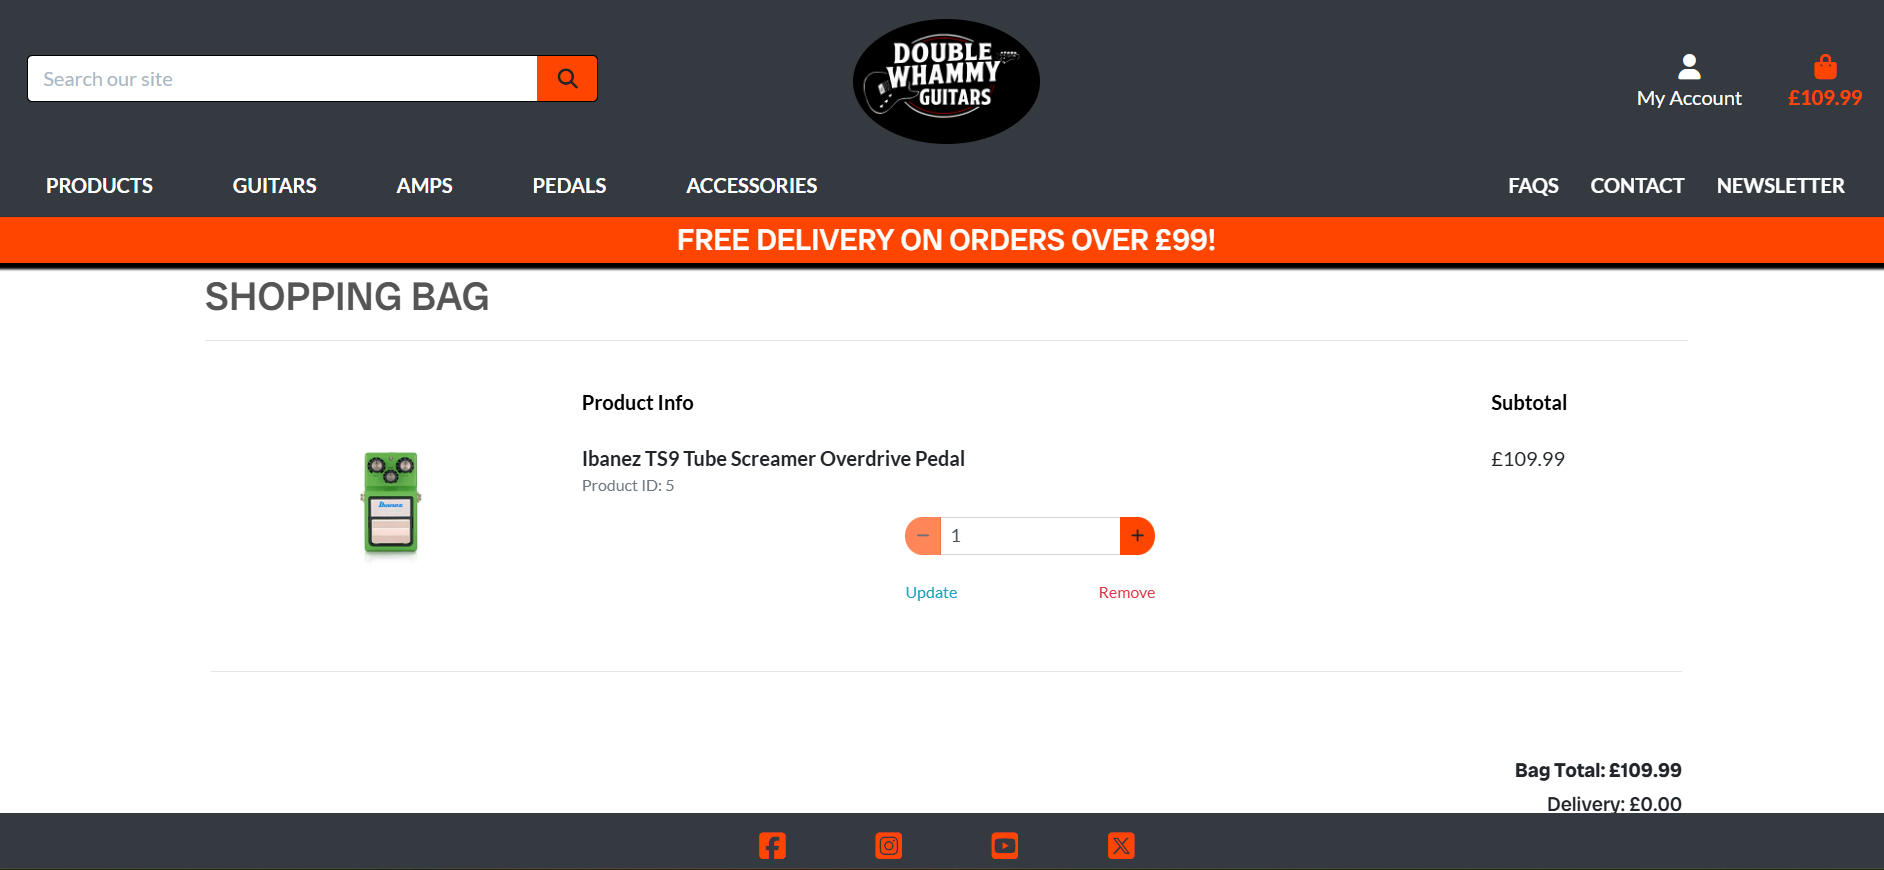 Search our site
DOUBLE
WHAMMY
GUITARS
My Account
£109.99
PRODUCTS
GUITARS
AMPS
PEDALS
ACCESSORIES
FAQS
CONTACT
NEWSLETTER
FREE DELIVERY ON ORDERS OVER £99!
SHOPPING BAG
Product Info
Subtotal
Ibanez TS9 Tube Screamer Overdrive Pedal
£109.99
Product ID: 5
Ibanez
1
Update
Remove
Bag Total: £109.99
Delivery: £0.00